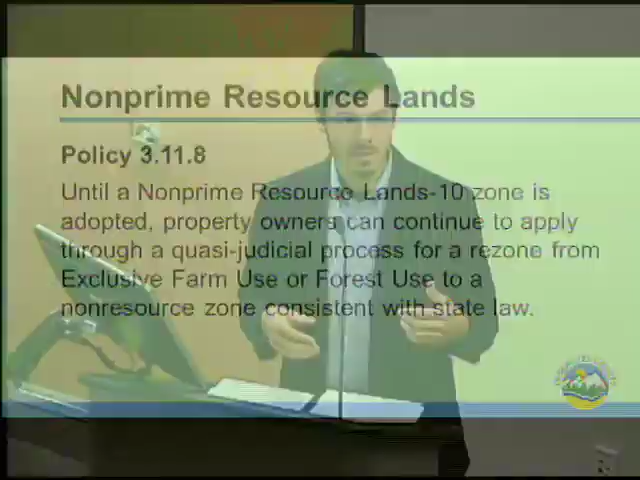 Nonprime Resource Lands
Policy 3.11.8
Until a Nonprime Resource Lands-10 zone is
adopted, property owners can continue to apply
through a quasi-judicial process for a rezone from
Exclusive Farm Use or Forest Use to a
nonresource zone consistent with state law.